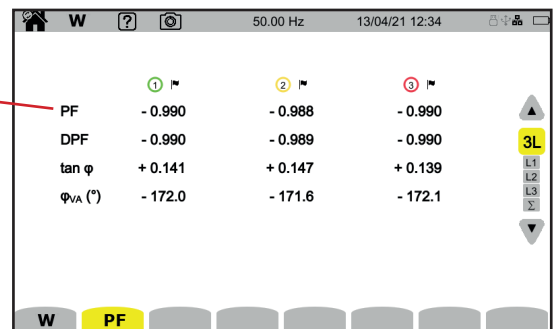 W ? 50.00 Hz 13/04/21 12:34
1 2 3
PF - 0.990 - 0.988 - 0.990
DPF - 0.990 - 0.989 - 0.990
tan φ + 0.141 + 0.147 + 0.139
φVA (°) - 172.0 - 171.6 - 172.1
3L
L1
L2
L3
Σ
W PF